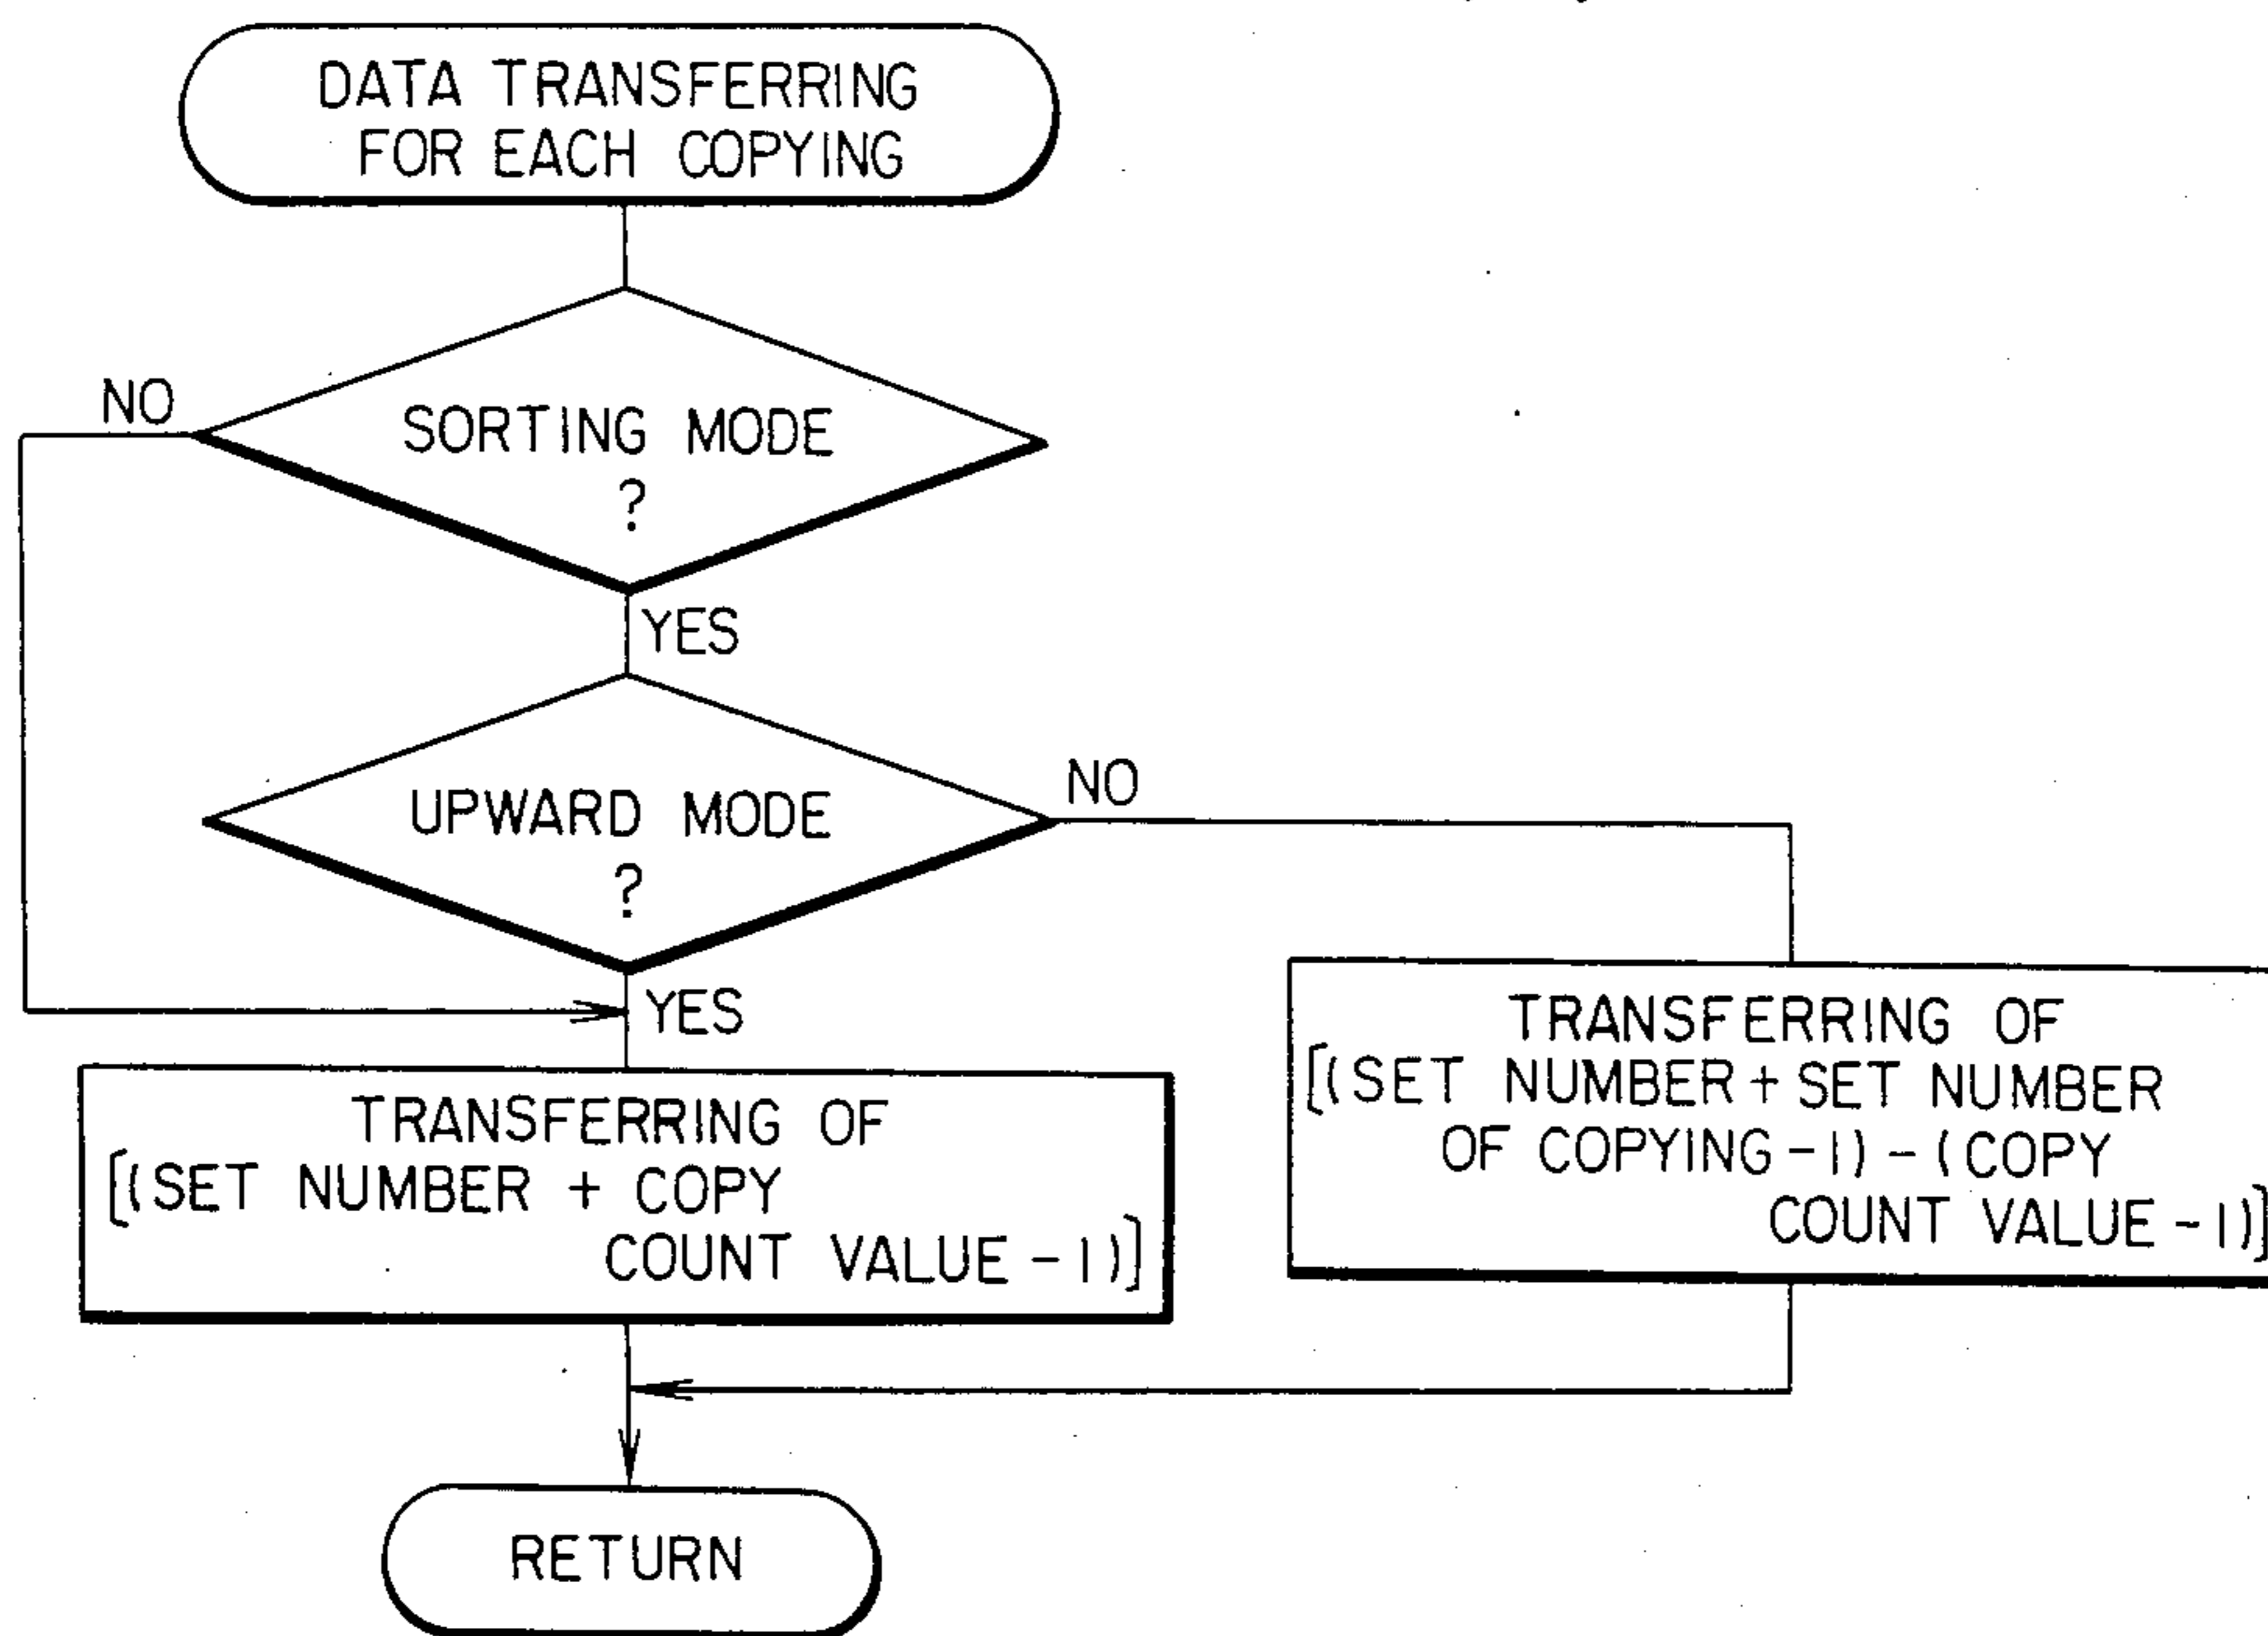 DATA TRANSFERRING
FOR EACH COPYING
NO
SORTING MODE
?
YES
UPWARD MODE
?
NO
YES
TRANSFERRING OF
[(SET NUMBER + COPY
COUNT VALUE - 1)]
TRANSFERRING OF
[(SET NUMBER + SET NUMBER
OF COPYING - 1) - (COPY
COUNT VALUE - 1)]
RETURN